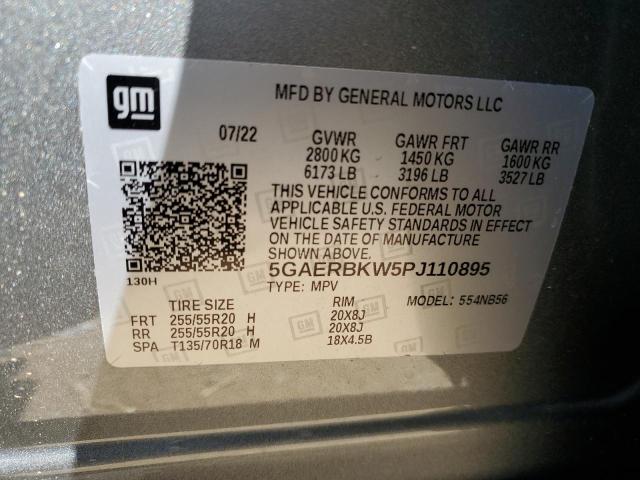 gm
MFD BY GENERAL MOTORS LLC
07/22 GVWR GAWR FRT GAWR RR
2800 KG 1450 KG 1600 KG
6173 LB 3196 LB 3527 LB
THIS VEHICLE CONFORMS TO ALL
APPLICABLE U.S. FEDERAL MOTOR
VEHICLE SAFETY STANDARDS IN EFFECT
ON THE DATE OF MANUFACTURE
SHOWN ABOVE.
5GAERBKW5PJ110895
130H
TYPE: MPV MODEL: 554NB56
TIRE SIZE RIM
FRT 255/55R20 H 20X8J
RR 255/55R20 H 20X8J
SPA T135/70R18 M 18X4.5B